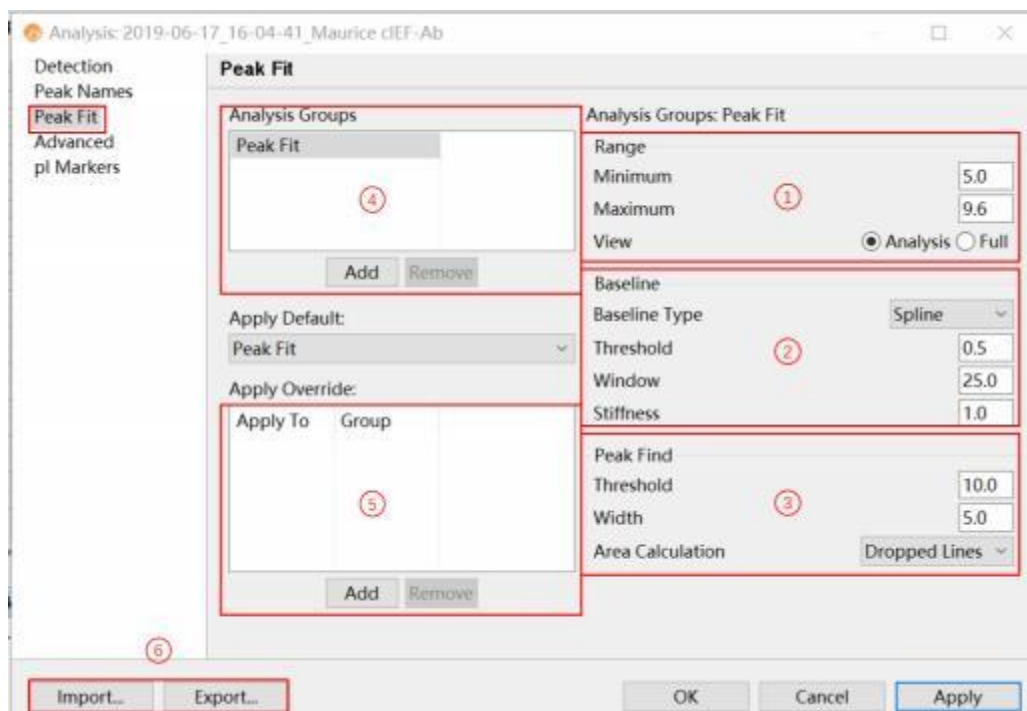 Analysis: 2019-06-17_16-04-41_Maurice cIEF-Ab
Detection
Peak Names
Peak Fit
Advanced
pI Markers
Peak Fit
Analysis Groups
Peak Fit
④
Add Remove
Apply Default:
Peak Fit
Apply Override:
Apply To Group
⑤
Add Remove
Analysis Groups: Peak Fit
Range
Minimum 5.0
Maximum 9.6
①
View Analysis Full
Baseline
Baseline Type Spline
Threshold 0.5
②
Window 25.0
Stiffness 1.0
Peak Find
Threshold 10.0
③
Width 5.0
Area Calculation Dropped Lines
⑥
Import... Export... OK Cancel Apply